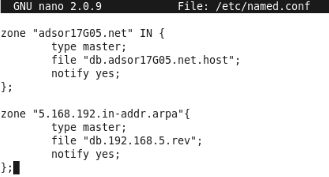 GNU nano 2.0.9 File: /etc/named.conf
zone "adsor17G05.net" IN {
type master;
file "db.adsor17G05.net.host";
notify yes;
};
zone "5.168.192.in-addr.arpa"{
type master;
file "db.192.168.5.rev";
notify yes;
};